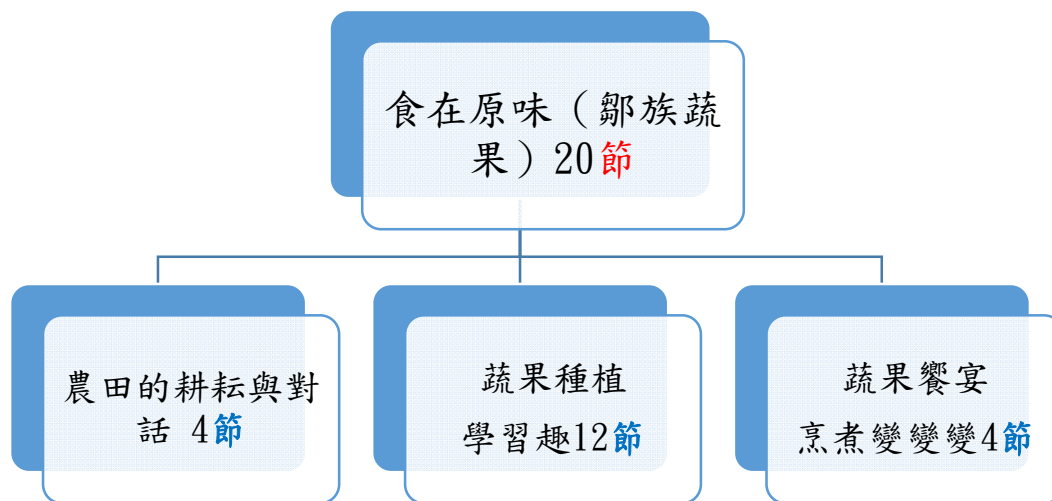 食在原味（鄒族蔬
果）20節
農田的耕耘與對
話 4節
蔬果種植
學習趣12節
蔬果饗宴
烹煮變變變4節